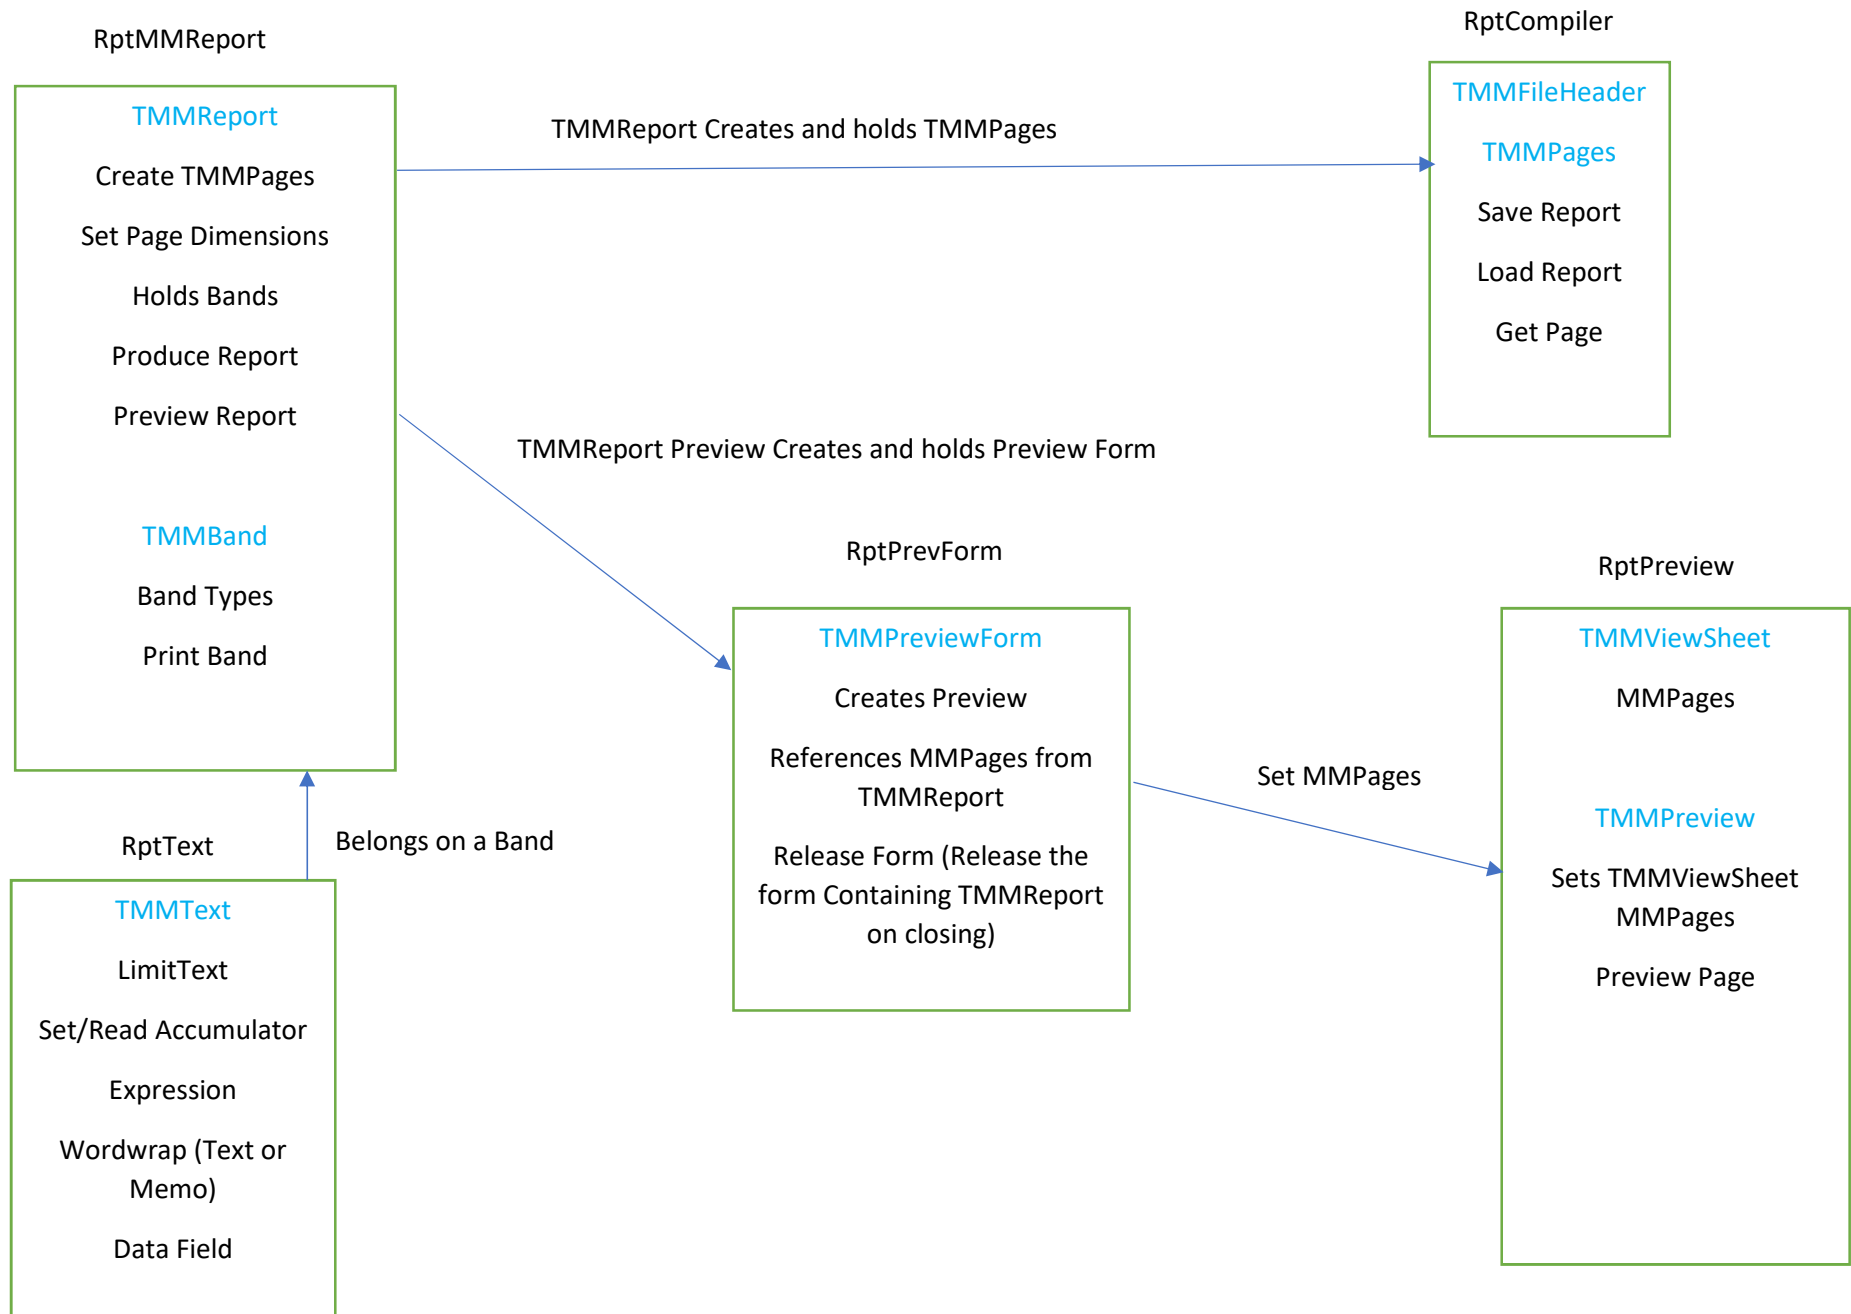 RptMMReport
TMMReport
Create TMMPages
Set Page Dimensions
Holds Bands
Produce Report
Preview Report
TMMBand
Band Types
Print Band
TMMReport Creates and holds TMMPages
RptCompiler
TMMFileHeader
TMMPages
Save Report
Load Report
Get Page
TMMReport Preview Creates and holds Preview Form
RptPrevForm
TMMPreviewForm
Creates Preview
References MMPages from
TMMReport
Release Form (Release the
form Containing TMMReport
on closing)
Set MMPages
RptPreview
TMMViewSheet
MMPages
TMMPreview
Sets TMMViewSheet
MMPages
Preview Page
RptText
Belongs on a Band
TMMText
LimitText
Set/Read Accumulator
Expression
Wordwrap (Text or
Memo)
Data Field